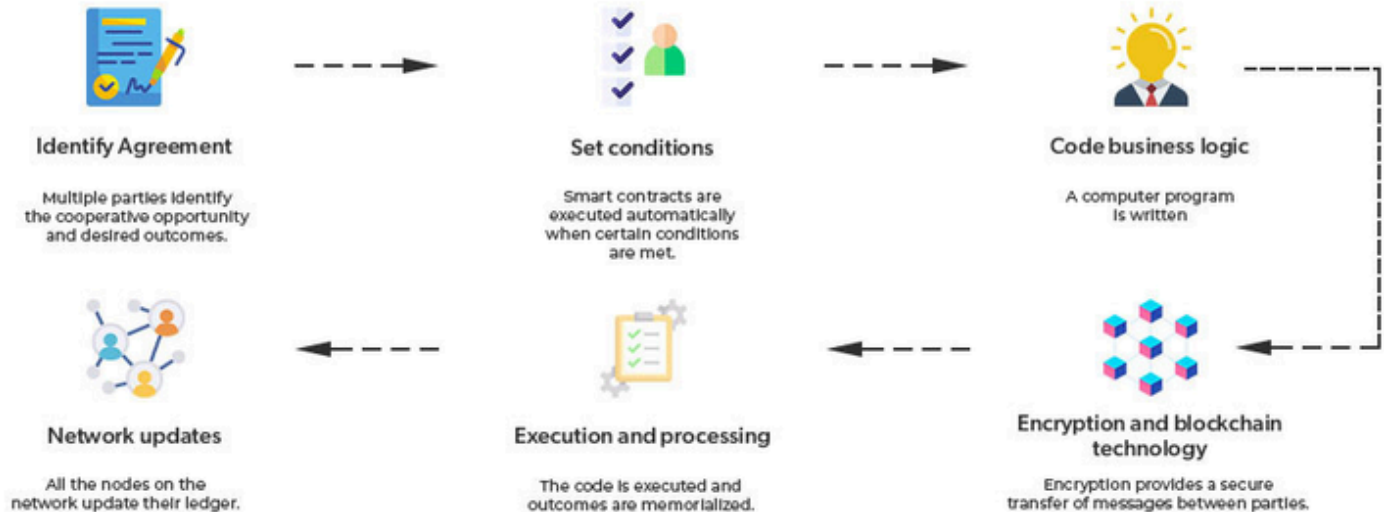 Identify Agreement
Multiple parties identify
the cooperative opportunity
and desired outcomes.
Set conditions
Smart contracts are
executed automatically
when certain conditions
are met.
Code business logic
A computer program
is written
Encryption and blockchain
technology
Encryption provides a secure
transfer of messages between parties.
Execution and processing
The code is executed and
outcomes are memorialized.
Network updates
All the nodes on the
network update their ledger.